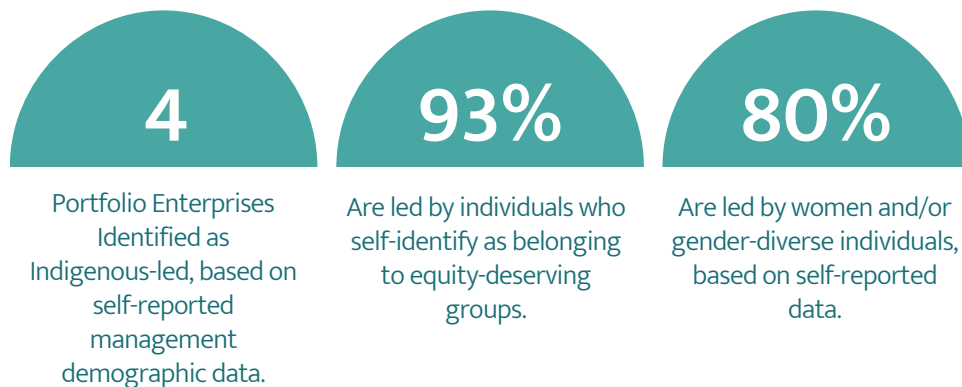 4
Portfolio Enterprises
Identified as
Indigenous-led, based on
self-reported
management
demographic data.
93%
Are led by individuals who
self-identify as belonging
to equity-deserving
groups.
80%
Are led by women and/or
gender-diverse individuals,
based on self-reported
data.